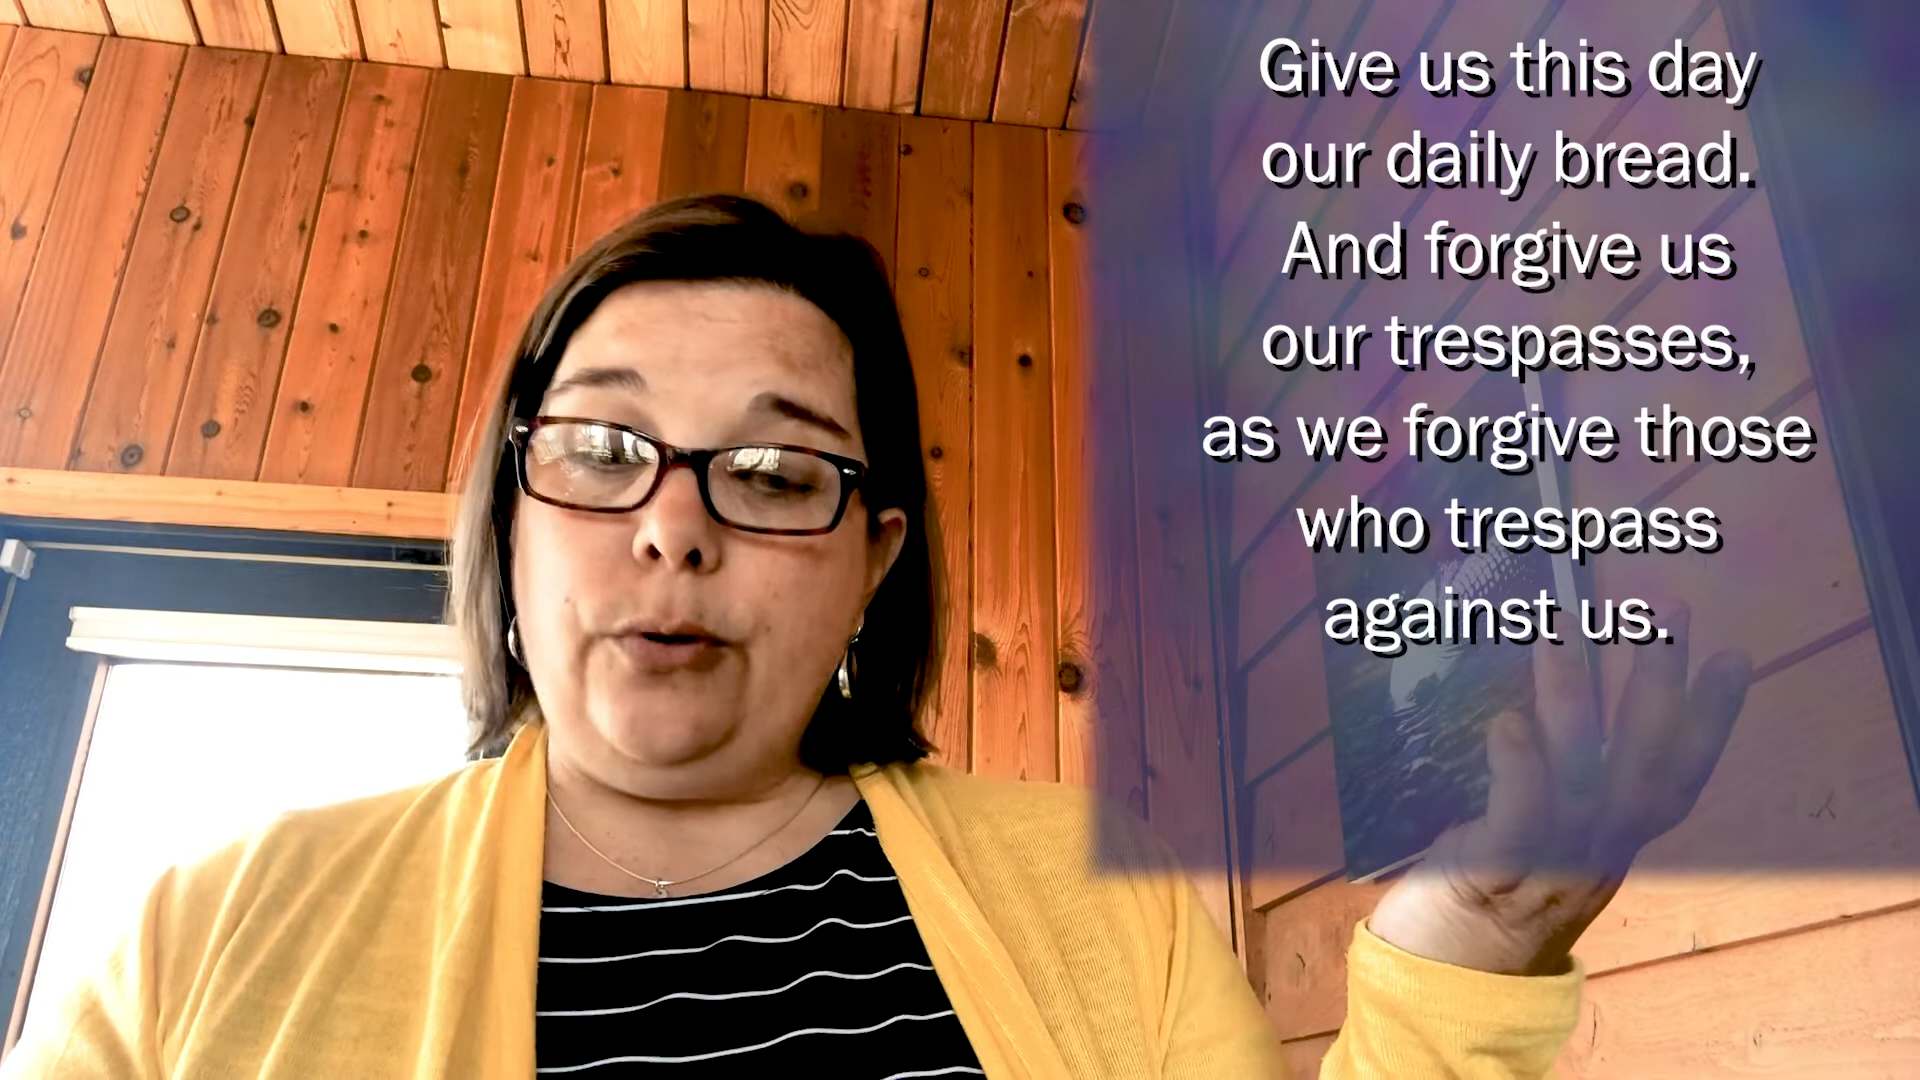 Give us this day
our daily bread.
And forgive us
our trespasses,
as we forgive those
who trespass
against us.